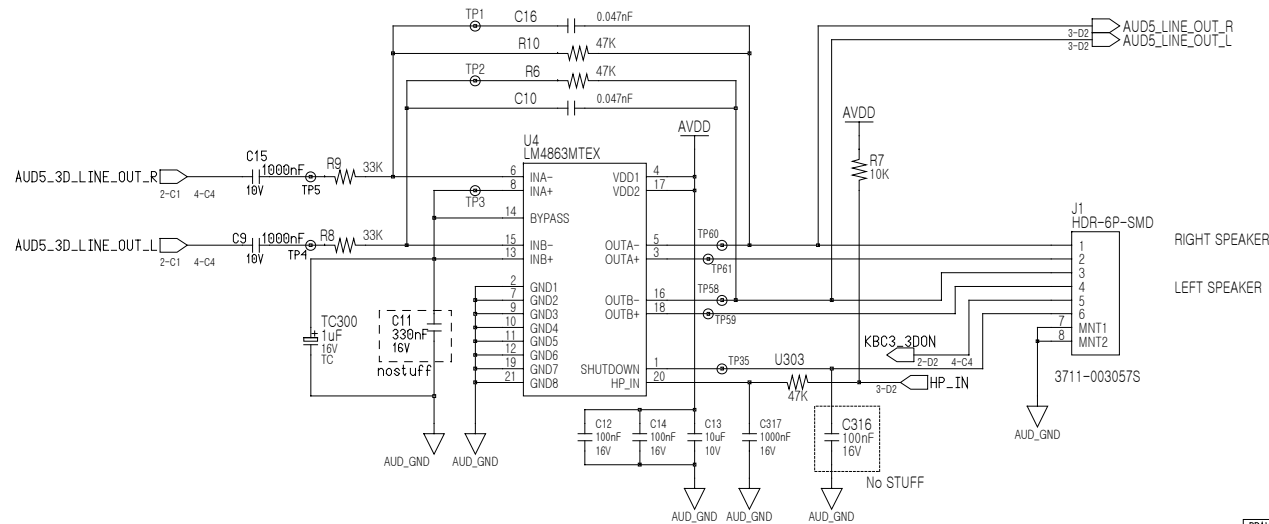 TP1 C16 0.047nF
R10 47K
TP2 R6 47K
C10 0.047nF
3-D2 AUD5_LINE_OUT_R
3-D2 AUD5_LINE_OUT_L
AVDD
AVDD
R7
10K
U4
LM4863MTEX
AUD5_3D_LINE_OUT_R
2-C1 4-C4
C15
1000nF
10V
TP5
R9 33K
AUD5_3D_LINE_OUT_L
2-C1 4-C4
C9 1000nF
10V
TP4
R8 33K
TP3
6 INA-
8 INA+
14 BYPASS
15 INB-
13 INB+
2 GND1
7 GND2
9 GND3
10 GND4
11 GND5
12 GND6
19 GND7
21 GND8
VDD1 4
VDD2 17
OUTA- 5
OUTA+ 3
OUTB- 16
OUTB+ 18
SHUTDOWN 1
HP_IN 20
TP60
TP61
TP58
TP59
TP35
U303
47K
J1
HDR-6P-SMD
1
2
3
4
5
6
7 MNT1
8 MNT2
3711-003057S
RIGHT SPEAKER
LEFT SPEAKER
KBC3_3DON
2-D2 4-C4
3-D2 HP_IN
TC300
1uF
16V
TC
C11
330nF
16V
nostuff
C12
100nF
16V
C14
100nF
16V
C13
10uF
10V
C317
1000nF
16V
C316
100nF
16V
No STUFF
AUD_GND
AUD_GND
AUD_GND
AUD_GND
AUD_GND
AUD_GND